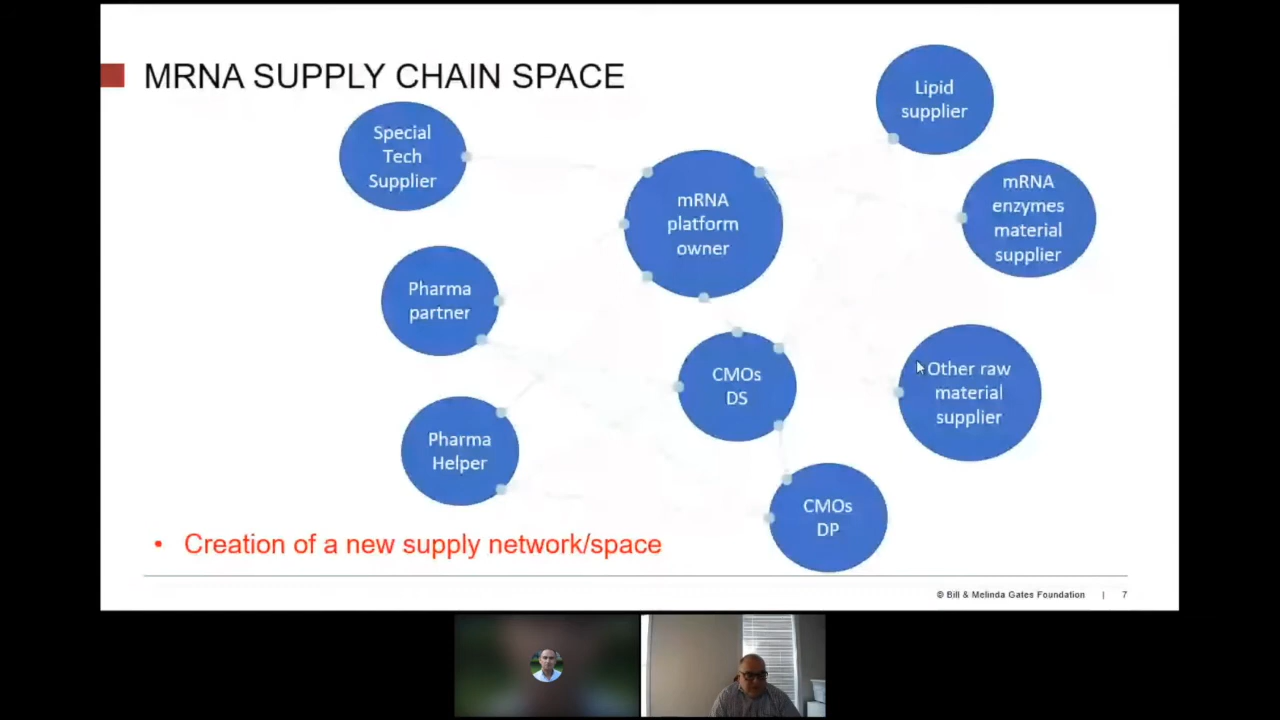 MRNA SUPPLY CHAIN SPACE
Special
Tech
Supplier
mRNA
platform
owner
Lipid
supplier
mRNA
enzymes
material
supplier
Pharma
partner
CMOs
DS
Other raw
material
supplier
Pharma
Helper
CMOs
DP
• Creation of a new supply network/space
© Bill & Melinda Gates Foundation | 7